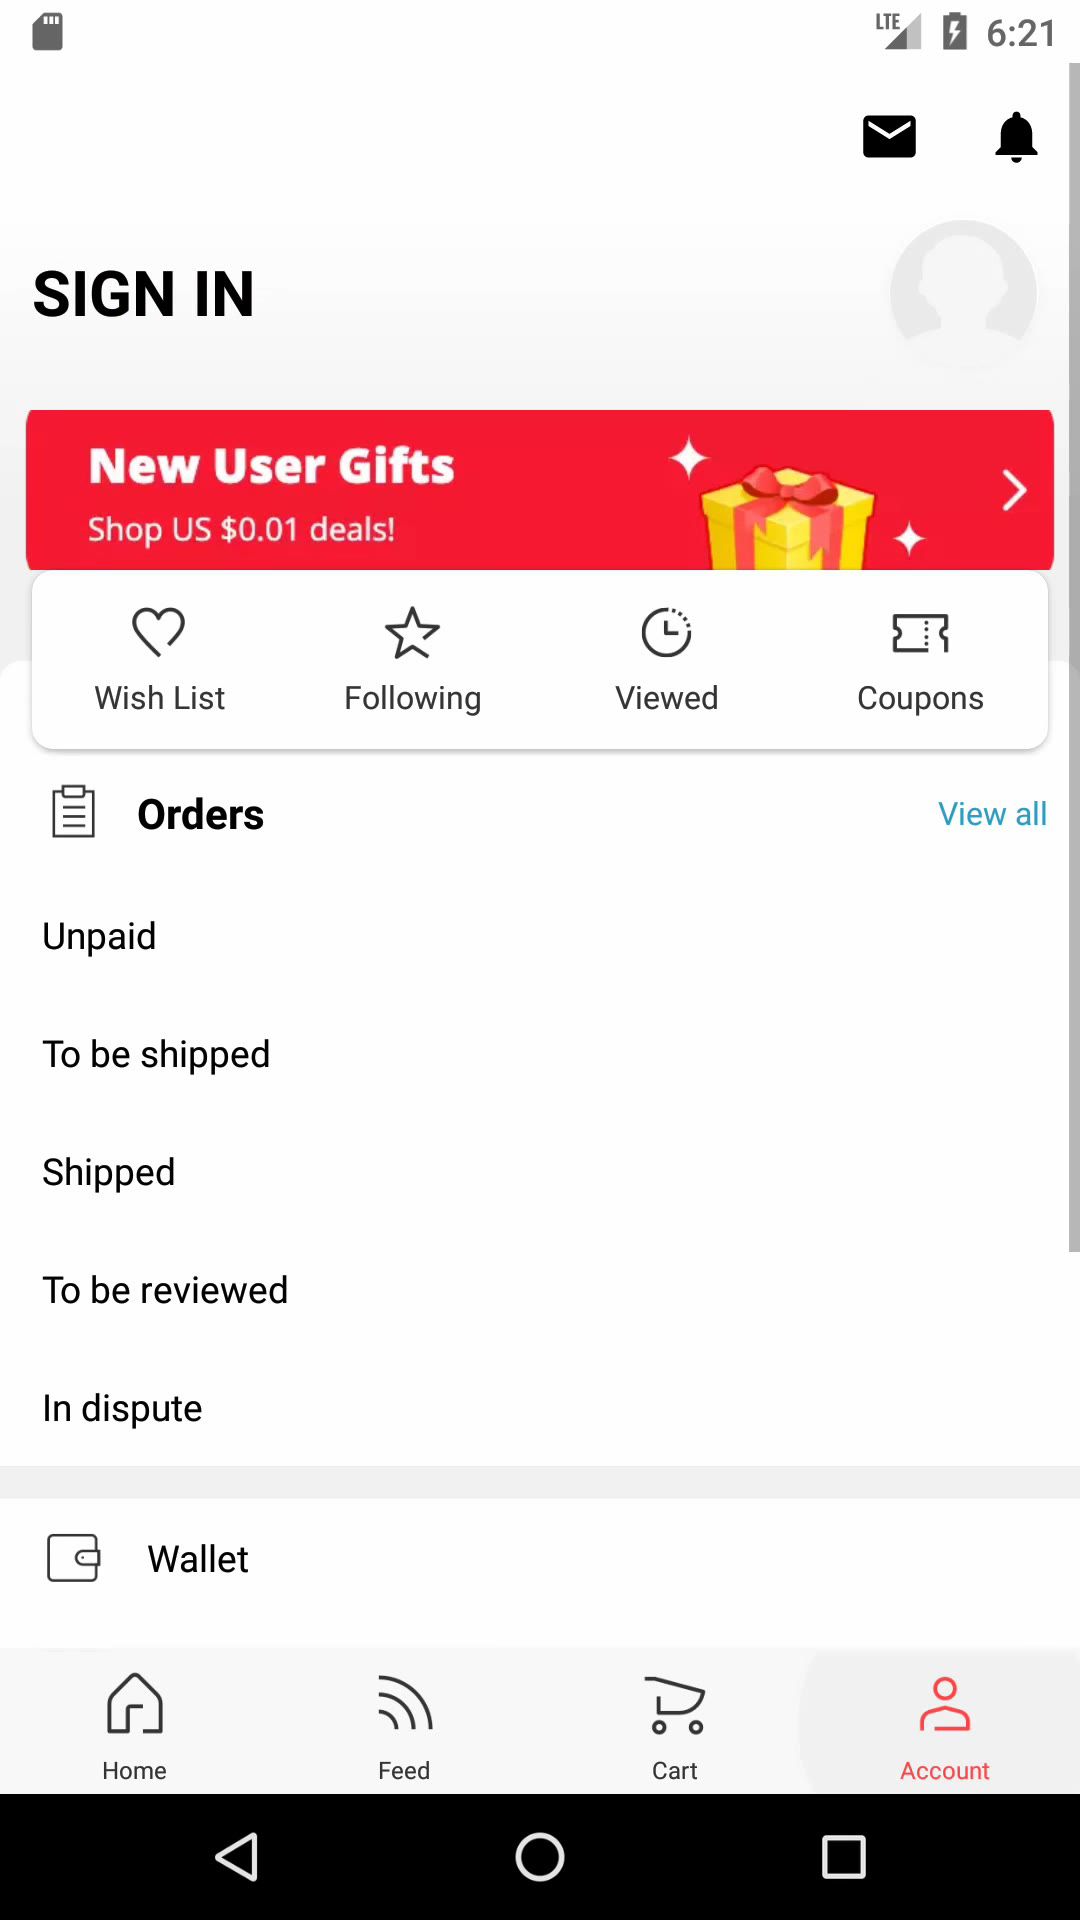 LTE 6:21
SIGN IN
New User Gifts
Shop US $0.01 deals!
Wish List Following Viewed Coupons
Orders View all
Unpaid
To be shipped
Shipped
To be reviewed
In dispute
Wallet
Home Feed Cart Account